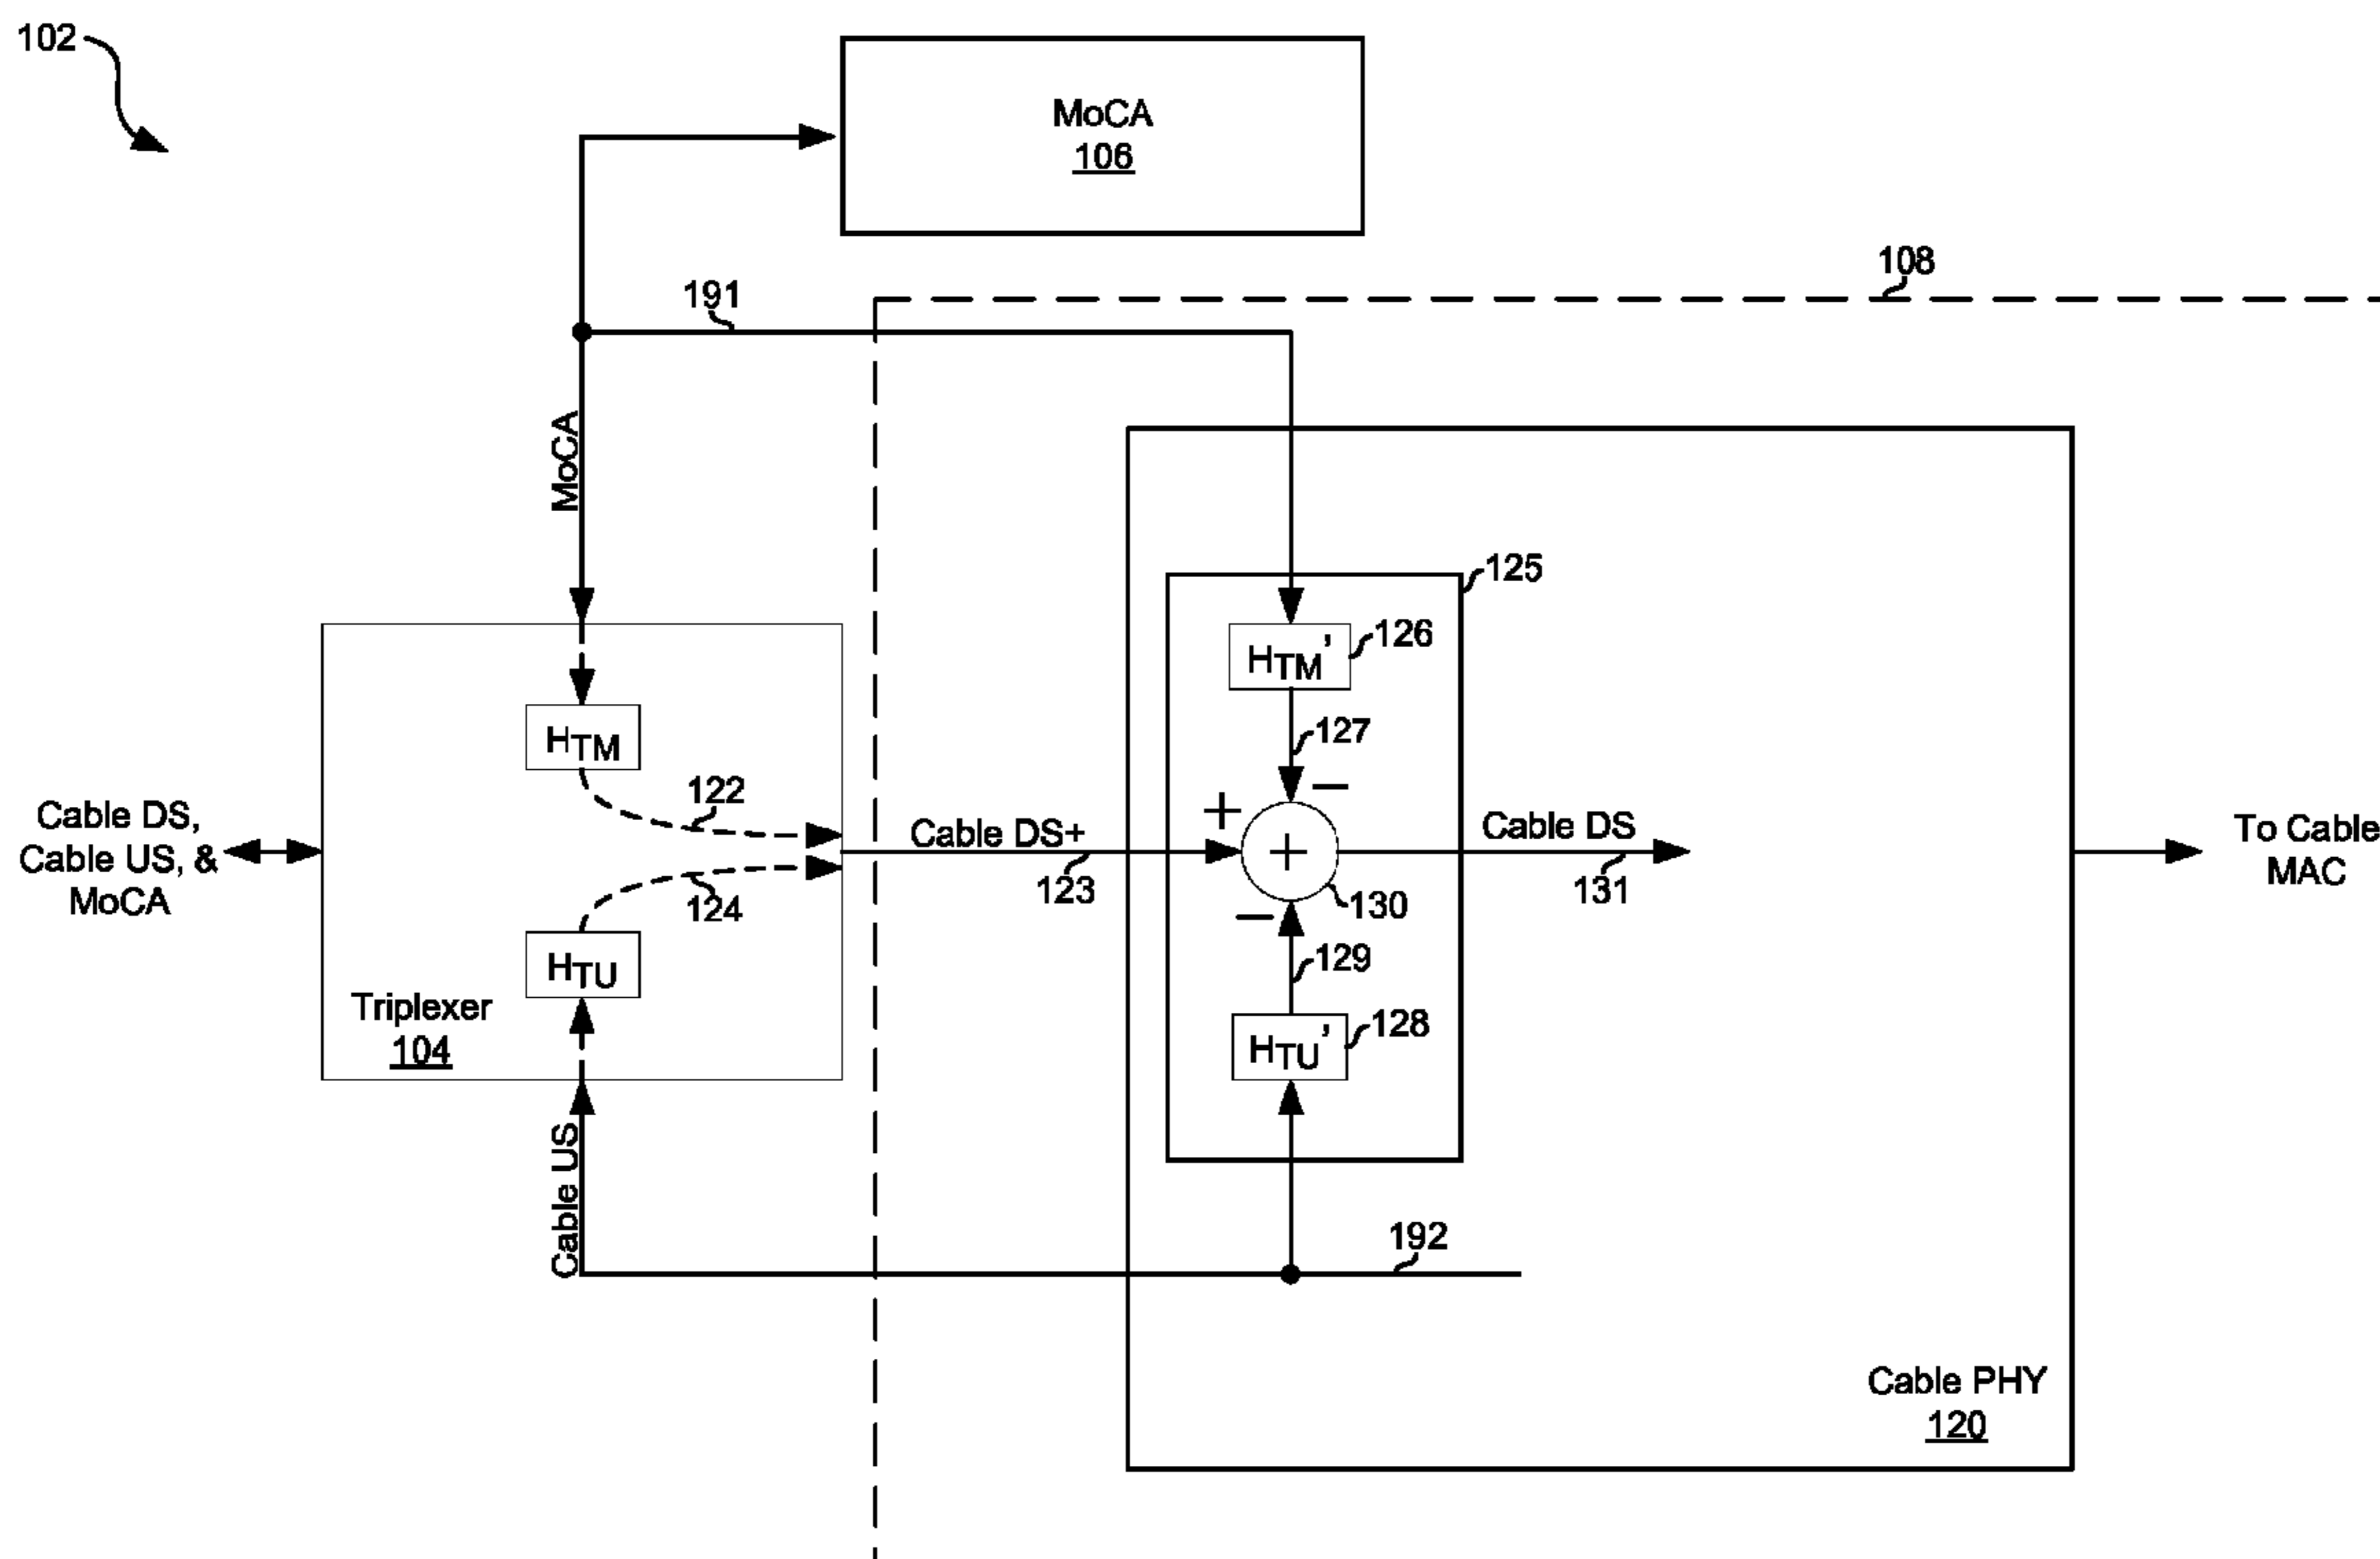 102
MoCA
106
108
191
MoCA
125
HTM'
126
HTM
127
122
−
+
Cable DS,
Cable US, &
MoCA
Cable DS+
Cable DS
To Cable
MAC
+
123
131
124
130
−
HTU
129
Triplexer
104
HTU'
128
Cable US
192
Cable PHY
120